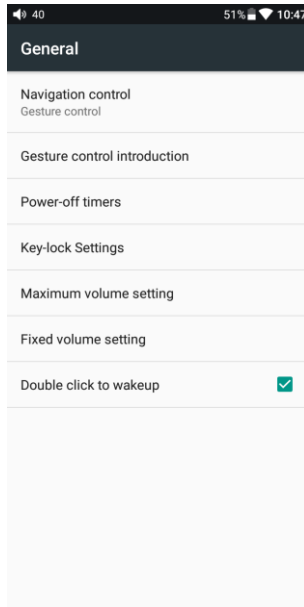 40 51% 10:47
General
Navigation control
Gesture control
Gesture control introduction
Power-off timers
Key-lock Settings
Maximum volume setting
Fixed volume setting
Double click to wakeup